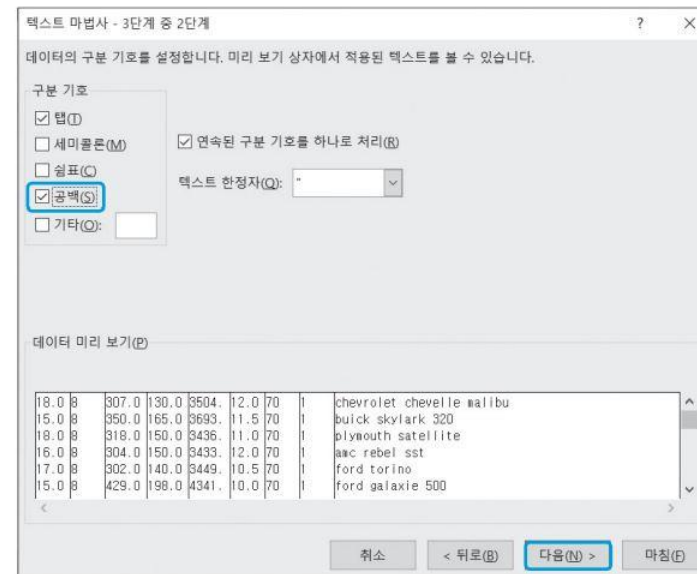 텍스트 마법사 - 3단계 중 2단계 ? ×
데이터의 구분 기호를 설정합니다. 미리 보기 상자에서 적용된 텍스트를 볼 수 있습니다.
구분 기호
탭(T)
세미콜론(M)
쉼표(C)
공백(S)
기타(O):
연속된 구분 기호를 하나로 처리(R)
텍스트 한정자(Q): "
데이터 미리 보기(P)
18.0 8 307.0 130.0 3504. 12.0 70 1 chevrolet chevelle malibu
15.0 8 350.0 165.0 3693. 11.5 70 1 buick skylark 320
18.0 8 318.0 150.0 3436. 11.0 70 1 plymouth satellite
16.0 8 304.0 150.0 3433. 12.0 70 1 amc rebel sst
17.0 8 302.0 140.0 3449. 10.5 70 1 ford torino
15.0 8 429.0 198.0 4341. 10.0 70 1 ford galaxie 500
취소 < 뒤로(B) 다음(N) > 마침(F)